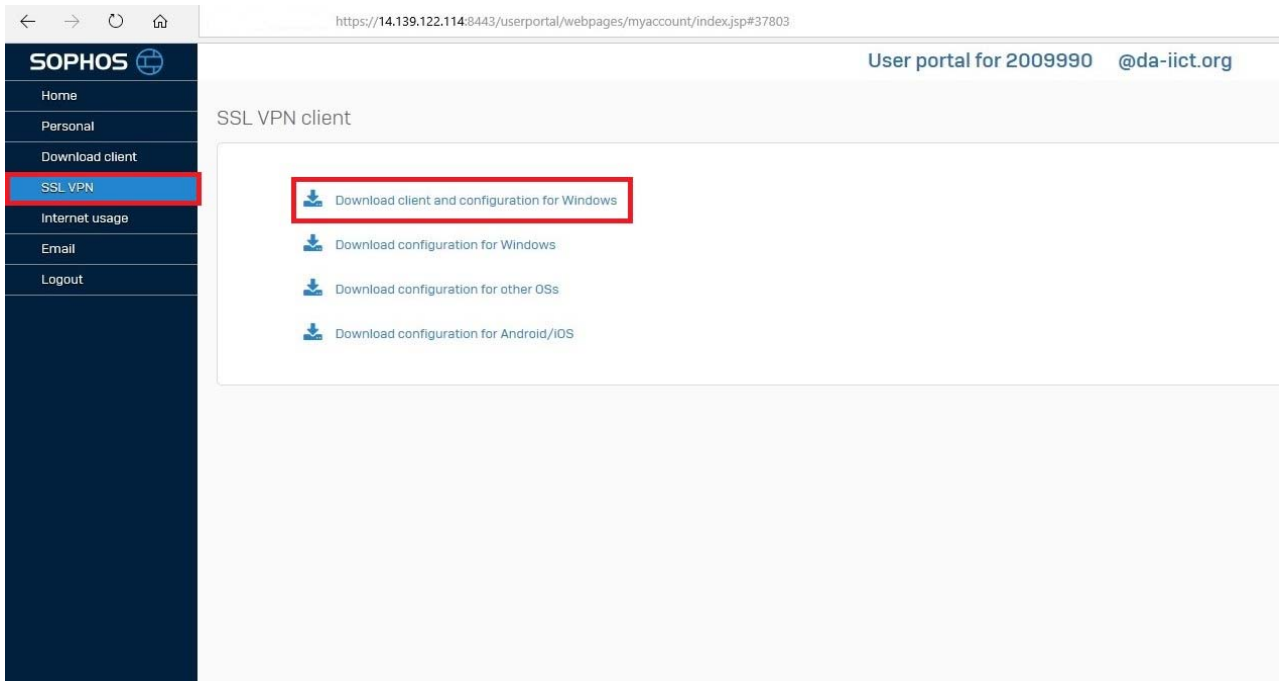 https://14.139.122.114:8443/userportal/webpages/myaccount/index.jsp#37803
SOPHOS
User portal for 2009990 @da-iict.org
Home
Personal
Download client
SSL VPN
Internet usage
Email
Logout
SSL VPN client
Download client and configuration for Windows
Download configuration for Windows
Download configuration for other OSs
Download configuration for Android/iOS